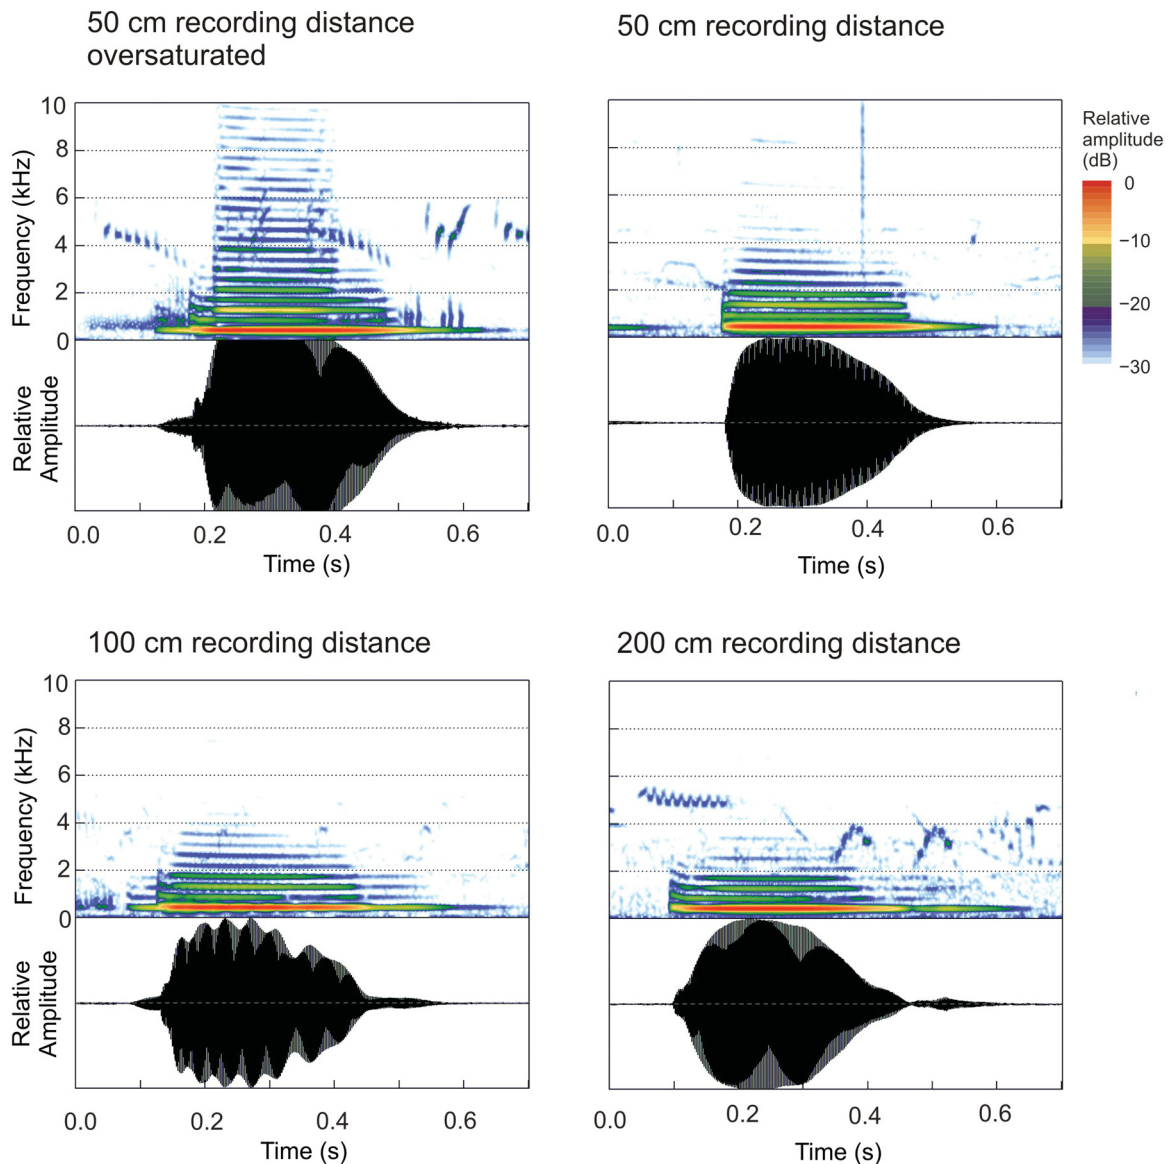 50 cm recording distance
oversaturated
50 cm recording distance
Frequency (kHz)
10
8
6
4
2
0
Relative
amplitude
(dB)
0
−10
−20
−30
Relative
Amplitude
0.0
0.2
0.4
0.6
Time (s)
0.0
0.2
0.4
0.6
Time (s)
100 cm recording distance
200 cm recording distance
Frequency (kHz)
10
8
6
4
2
0
Relative
Amplitude
0.0
0.2
0.4
0.6
Time (s)
0.0
0.2
0.4
0.6
Time (s)